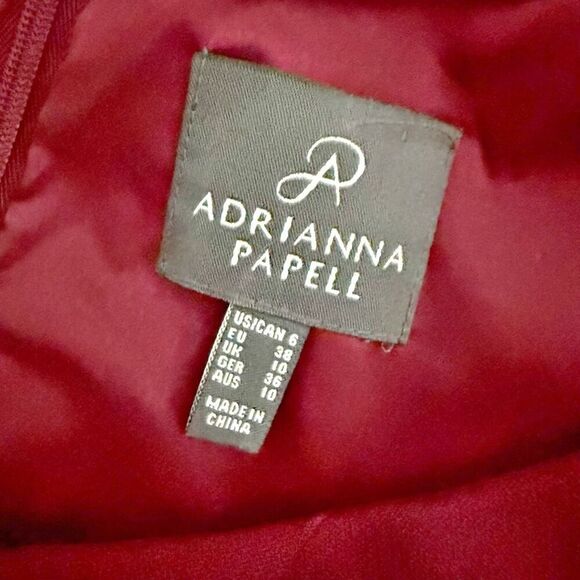 ADRIANNA
PAPELL
US/CAN 6
EU 38
UK 10
GER 36
AUS 10
MADE IN
CHINA